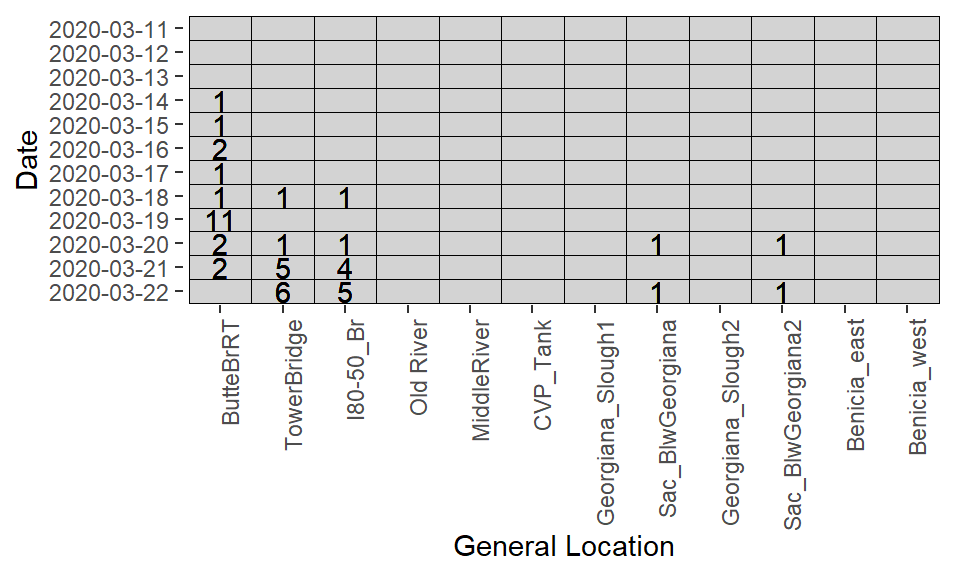 Date
2020-03-11
2020-03-12
2020-03-13
2020-03-14 1
2020-03-15 1
2020-03-16 2
2020-03-17 1
2020-03-18 1 1 1
2020-03-19 11
2020-03-20 2 1 1 1 1
2020-03-21 2 5 4
2020-03-22 6 5 1 1
ButteBrRT
TowerBridge
I80-50_Br
Old River
MiddleRiver
CVP_Tank
Georgiana_Slough1
Sac_BlwGeorgiana
Georgiana_Slough2
Sac_BlwGeorgiana2
Benicia_east
Benicia_west
General Location